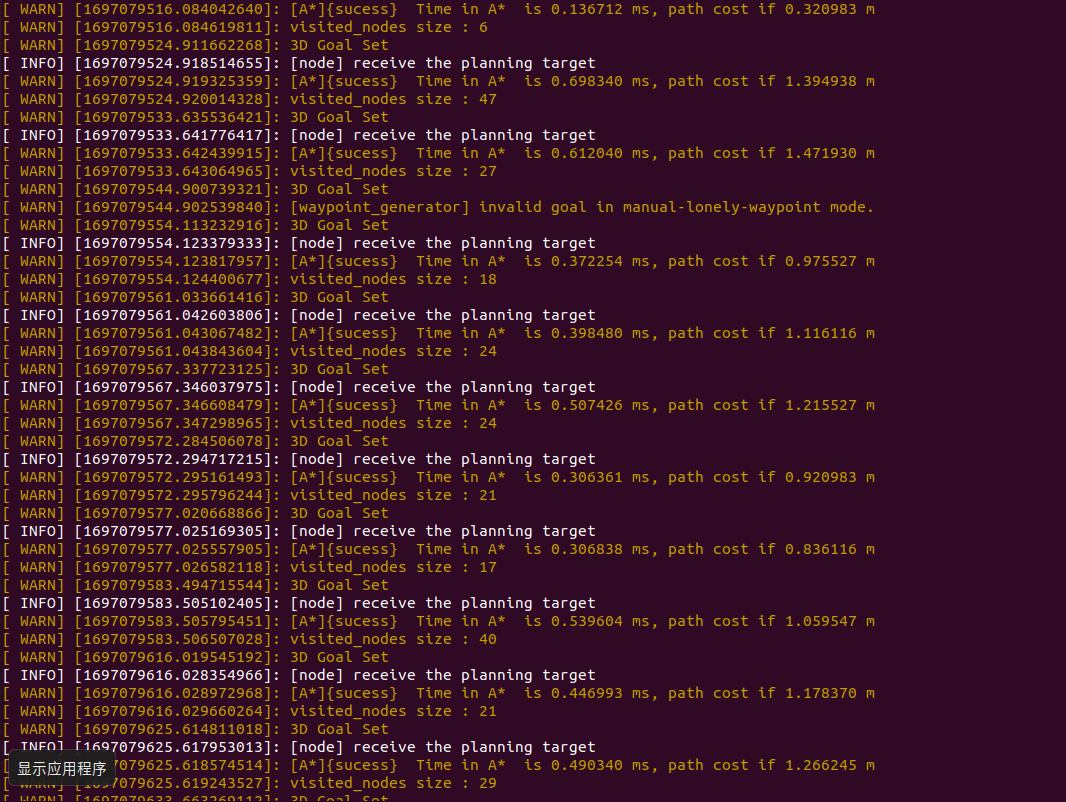 [ WARN] [1697079516.084042640]: [A*]{sucess}  Time in A*  is 0.136712 ms, path cost if 0.320983 m
[ WARN] [1697079516.084619811]: visited_nodes size : 6
[ WARN] [1697079524.911662268]: 3D Goal Set
[ INFO] [1697079524.918514655]: [node] receive the planning target
[ WARN] [1697079524.919325359]: [A*]{sucess}  Time in A*  is 0.698340 ms, path cost if 1.394938 m
[ WARN] [1697079524.920014328]: visited_nodes size : 47
[ WARN] [1697079533.635536421]: 3D Goal Set
[ INFO] [1697079533.641776417]: [node] receive the planning target
[ WARN] [1697079533.642439915]: [A*]{sucess}  Time in A*  is 0.612040 ms, path cost if 1.471930 m
[ WARN] [1697079533.643064965]: visited_nodes size : 27
[ WARN] [1697079544.900739321]: 3D Goal Set
[ WARN] [1697079544.902539840]: [waypoint_generator] invalid goal in manual-lonely-waypoint mode.
[ WARN] [1697079554.113232916]: 3D Goal Set
[ INFO] [1697079554.123379333]: [node] receive the planning target
[ WARN] [1697079554.123817957]: [A*]{sucess}  Time in A*  is 0.372254 ms, path cost if 0.975527 m
[ WARN] [1697079554.124400677]: visited_nodes size : 18
[ WARN] [1697079561.033661416]: 3D Goal Set
[ INFO] [1697079561.042603806]: [node] receive the planning target
[ WARN] [1697079561.043067482]: [A*]{sucess}  Time in A*  is 0.398480 ms, path cost if 1.116116 m
[ WARN] [1697079561.043843604]: visited_nodes size : 24
[ WARN] [1697079567.337723125]: 3D Goal Set
[ INFO] [1697079567.346037975]: [node] receive the planning target
[ WARN] [1697079567.346608479]: [A*]{sucess}  Time in A*  is 0.507426 ms, path cost if 1.215527 m
[ WARN] [1697079567.347298965]: visited_nodes size : 24
[ WARN] [1697079572.284506078]: 3D Goal Set
[ INFO] [1697079572.294717215]: [node] receive the planning target
[ WARN] [1697079572.295161493]: [A*]{sucess}  Time in A*  is 0.306361 ms, path cost if 0.920983 m
[ WARN] [1697079572.295796244]: visited_nodes size : 21
[ WARN] [1697079577.020668866]: 3D Goal Set
[ INFO] [1697079577.025169305]: [node] receive the planning target
[ WARN] [1697079577.025557905]: [A*]{sucess}  Time in A*  is 0.306838 ms, path cost if 0.836116 m
[ WARN] [1697079577.026582118]: visited_nodes size : 17
[ WARN] [1697079583.494715544]: 3D Goal Set
[ INFO] [1697079583.505102405]: [node] receive the planning target
[ WARN] [1697079583.505795451]: [A*]{sucess}  Time in A*  is 0.539604 ms, path cost if 1.059547 m
[ WARN] [1697079583.506507028]: visited_nodes size : 40
[ WARN] [1697079616.019545192]: 3D Goal Set
[ INFO] [1697079616.028354966]: [node] receive the planning target
[ WARN] [1697079616.028972968]: [A*]{sucess}  Time in A*  is 0.446993 ms, path cost if 1.178370 m
[ WARN] [1697079616.029660264]: visited_nodes size : 21
[ WARN] [1697079625.614811018]: 3D Goal Set
[ INFO] [1697079625.617953013]: [node] receive the planning target
显示应用程序
079625.618574514]: [A*]{sucess}  Time in A*  is 0.490340 ms, path cost if 1.266245 m
079625.619243527]: visited_nodes size : 29
[ WARN] [1697079633.663269112]: 3D Goal Set